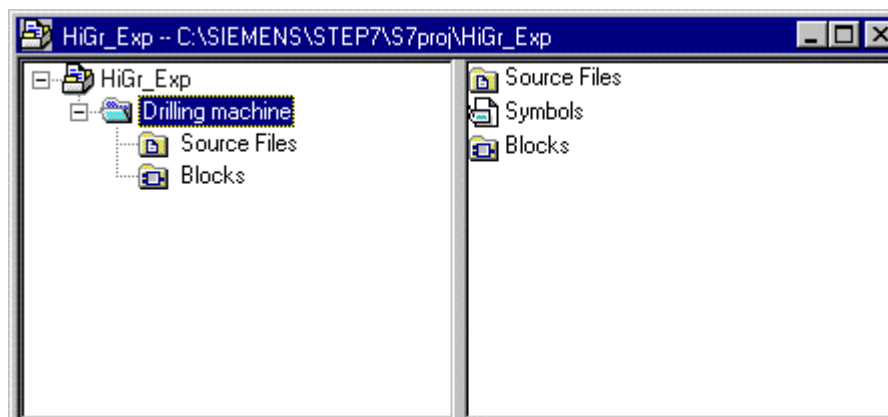 HiGr_Exp -- C:\SIEMENS\STEP7\S7proj\HiGr_Exp
HiGr_Exp
Drilling machine
Source Files
Blocks
Source Files
Symbols
Blocks